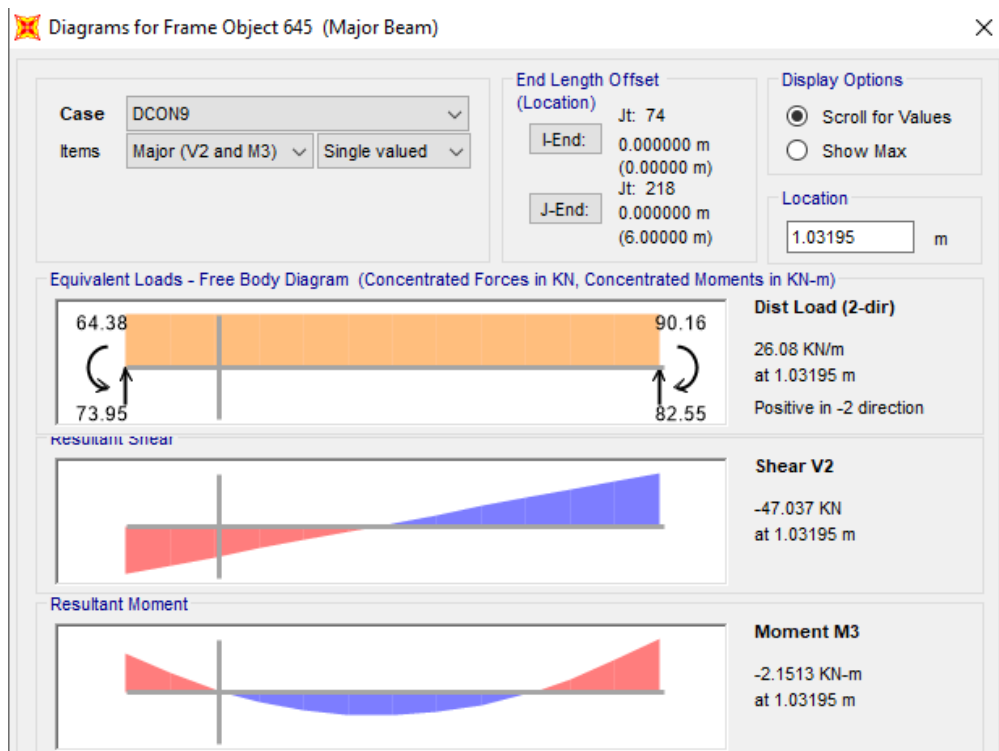 Diagrams for Frame Object 645 (Major Beam)
Case
DCON9
Items
Major (V2 and M3)
Single valued
End Length Offset
(Location)
Jt: 74
I-End:
0.000000 m
(0.00000 m)
Jt: 218
J-End:
0.000000 m
(6.00000 m)
Display Options
Scroll for Values
Show Max
Location
1.03195
m
Equivalent Loads - Free Body Diagram (Concentrated Forces in KN, Concentrated Moments in KN-m)
64.38
90.16
73.95
82.55
Dist Load (2-dir)
26.08 KN/m
at 1.03195 m
Positive in -2 direction
Resultant Shear
Shear V2
-47.037 KN
at 1.03195 m
Resultant Moment
Moment M3
-2.1513 KN-m
at 1.03195 m